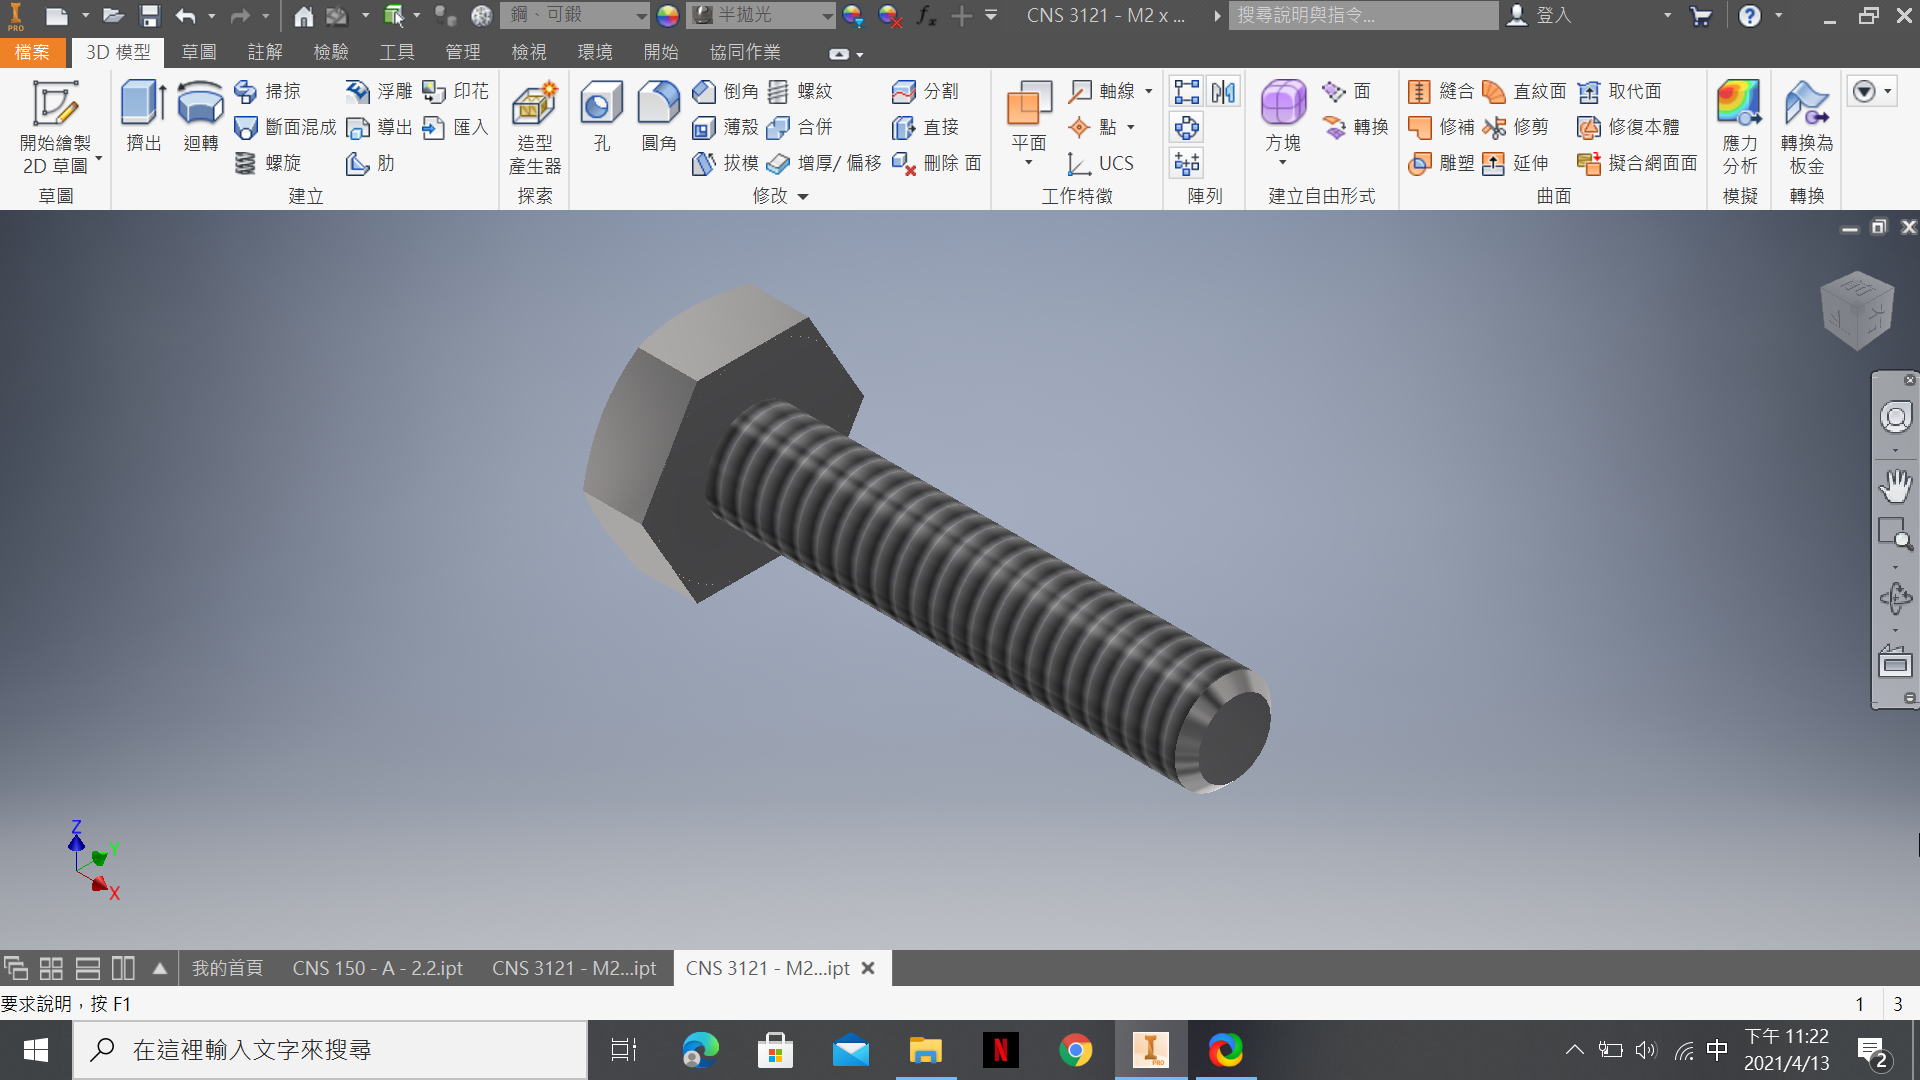 PRO
鋼、可鍛
半拋光
fx
CNS 3121 - M2 x ...
搜尋說明與指令...
登入
檔案
3D 模型
草圖
註解
檢驗
工具
管理
檢視
環境
開始
協同作業
開始繪製
2D 草圖
草圖
擠出
迴轉
掃掠
斷面混成
螺旋
浮雕
導出
肋
印花
匯入
建立
造型
產生器
探索
孔
圓角
倒角
薄殼
拔模
螺紋
合併
增厚/ 偏移
分割
直接
刪除 面
修改
平面
軸線
點
UCS
工作特徵
陣列
方塊
面
轉換
建立自由形式
縫合
修補
雕塑
直紋面
修剪
延伸
取代面
修復本體
擬合網面面
曲面
應力
分析
模擬
轉換為
板金
轉換
Z
Y
X
我的首頁
CNS 150 - A - 2.2.ipt
CNS 3121 - M2...ipt
CNS 3121 - M2...ipt
要求說明，按 F1
1
3
在這裡輸入文字來搜尋
N
I
PRO
中
下午 11:22
2021/4/13
2